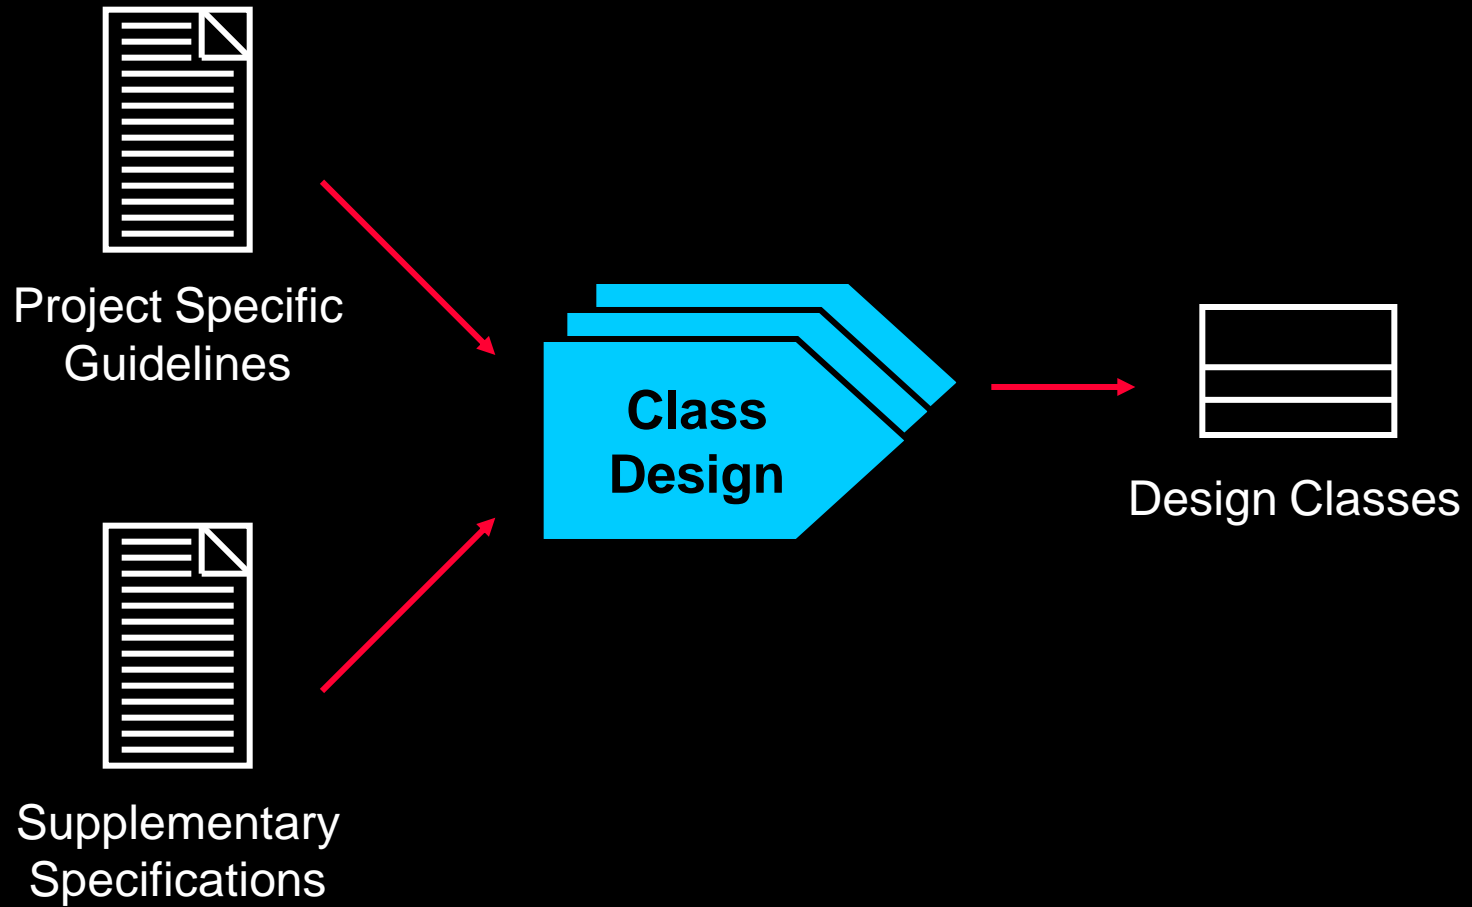 Project Specific
Guidelines
Class
Design
Design Classes
Supplementary
Specifications